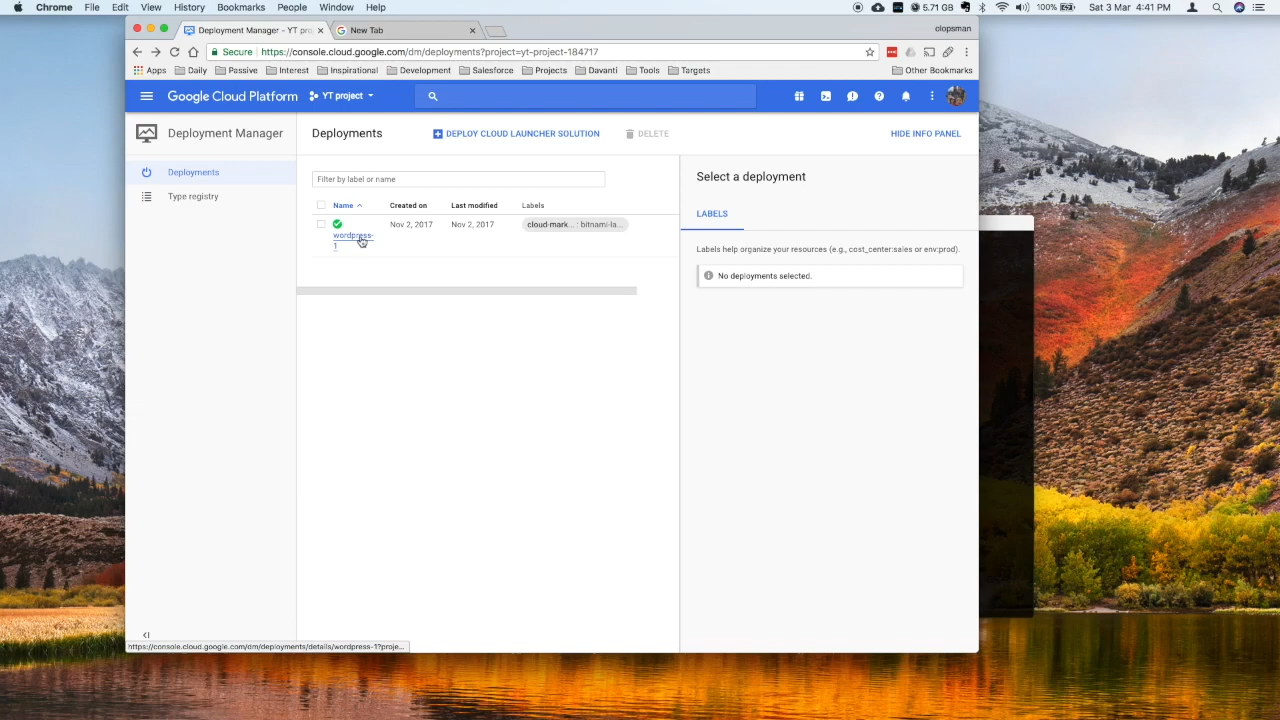 Chrome File Edit View History Bookmarks People Window Help 5.71 GB 100% Sat 3 Mar 4:41 PM
Deployment Manager - YT pro New Tab olopsman
Secure https://console.cloud.google.com/dm/deployments?project=yt-project-184717
Apps Daily Passive Interest Inspirational Development Salesforce Projects Davanti Tools Targets Other Bookmarks
Google Cloud Platform YT project
Deployment Manager Deployments DEPLOY CLOUD LAUNCHER SOLUTION DELETE HIDE INFO PANEL
Deployments
Type registry
Filter by label or name
Name Created on Last modified Labels
Nov 2, 2017 Nov 2, 2017 cloud-mark... : bitnami-la...
wordpress-
1
Select a deployment
LABELS
Labels help organize your resources (e.g., cost_center:sales or env:prod).
No deployments selected.
https://console.cloud.google.com/dm/deployments/details/wordpress-1?proje...